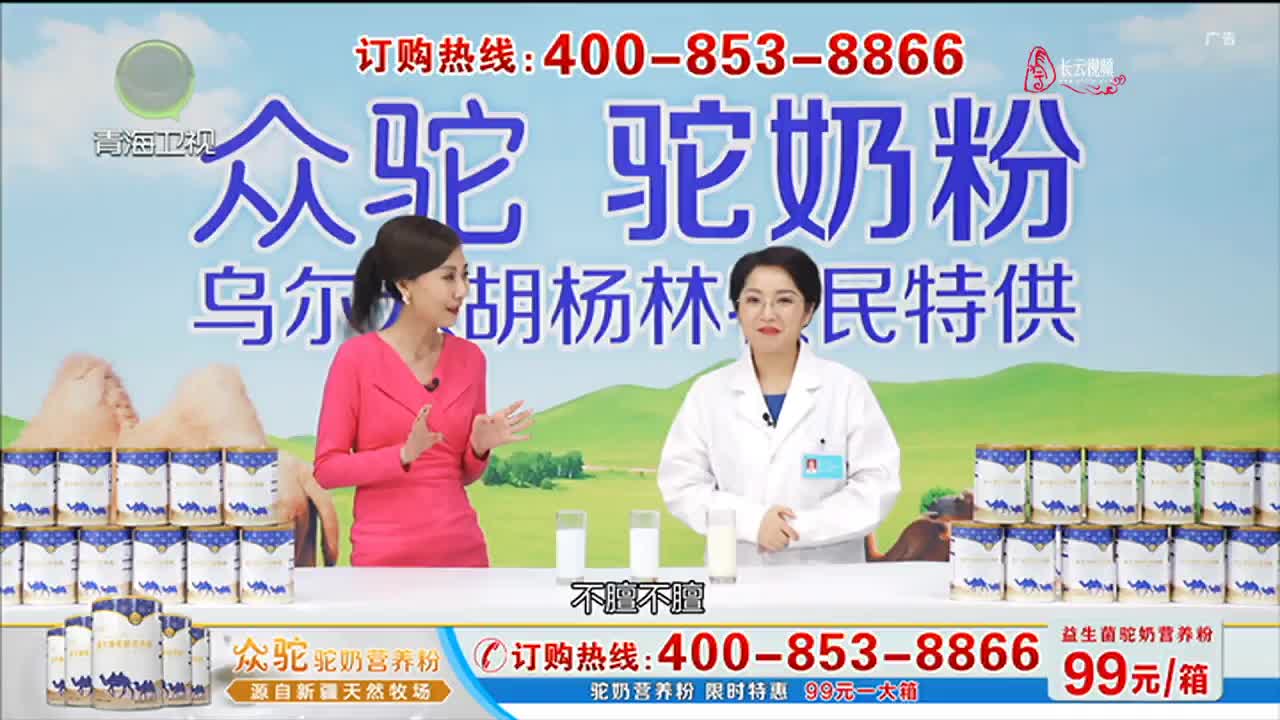 订购热线:400-853-8866
广告
长云视频
青海卫视
众驼 驼奶粉
乌尔 胡杨林 民特供
不膻不膻
众驼驼奶营养粉
源自新疆天然牧场
订购热线:400-853-8866
驼奶营养粉 限时特惠 99元一大箱
益生菌驼奶营养粉
99元/箱